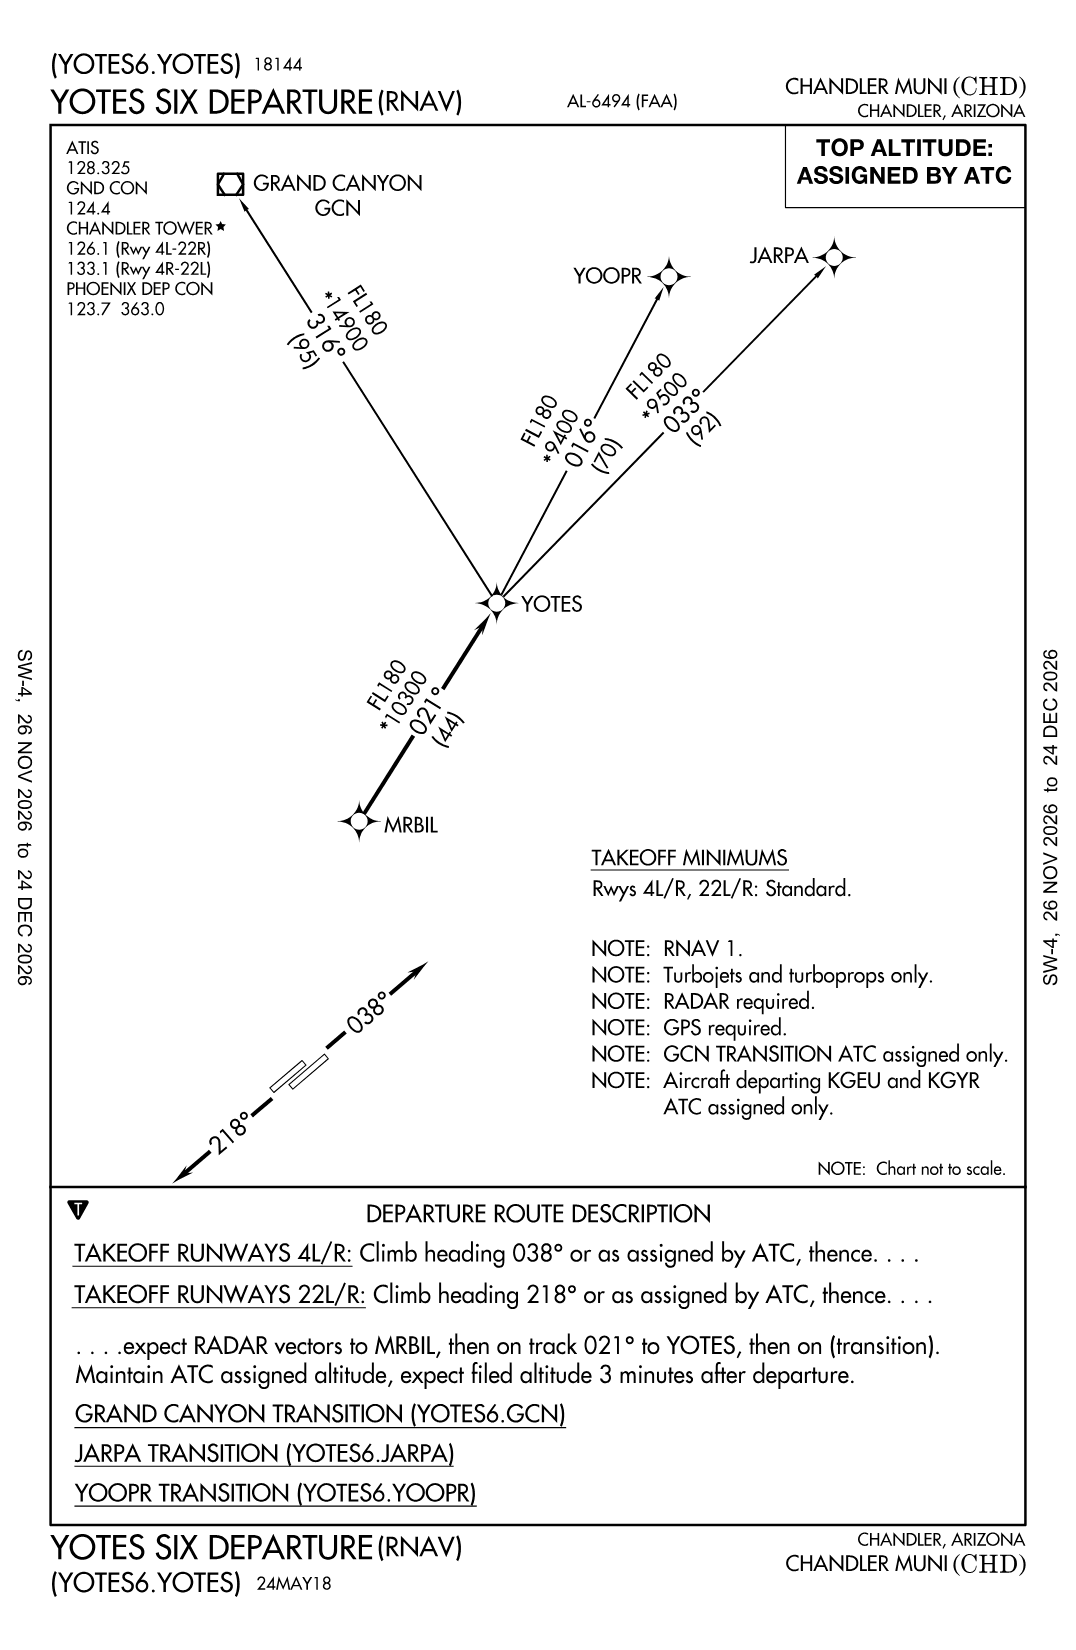 (YOTES6.YOTES) 18144
YOTES SIX DEPARTURE (RNAV)
AL-6494 (FAA)
CHANDLER MUNI (CHD)
CHANDLER, ARIZONA
ATIS
128.325
GND CON
124.4
CHANDLER TOWER★
126.1 (Rwy 4L-22R)
133.1 (Rwy 4R-22L)
PHOENIX DEP CON
123.7 363.0
TOP ALTITUDE:
ASSIGNED BY ATC
GRAND CANYON
GCN
YOOPR
JARPA
FL180
*14900
316°
(95)
FL180
*9400
016°
(70)
FL180
*9500
033°
(92)
YOTES
FL180
*10300
021°
(44)
MRBIL
SW-4, 26 NOV 2026 to 24 DEC 2026
SW-4, 26 NOV 2026 to 24 DEC 2026
TAKEOFF MINIMUMS
Rwys 4L/R, 22L/R: Standard.
NOTE: RNAV 1.
NOTE: Turbojets and turboprops only.
NOTE: RADAR required.
NOTE: GPS required.
NOTE: GCN TRANSITION ATC assigned only.
NOTE: Aircraft departing KGEU and KGYR
ATC assigned only.
038°
218°
NOTE: Chart not to scale.
T
DEPARTURE ROUTE DESCRIPTION
TAKEOFF RUNWAYS 4L/R: Climb heading 038° or as assigned by ATC, thence. . . .
TAKEOFF RUNWAYS 22L/R: Climb heading 218° or as assigned by ATC, thence. . . .
. . . .expect RADAR vectors to MRBIL, then on track 021° to YOTES, then on (transition).
Maintain ATC assigned altitude, expect filed altitude 3 minutes after departure.
GRAND CANYON TRANSITION (YOTES6.GCN)
JARPA TRANSITION (YOTES6.JARPA)
YOOPR TRANSITION (YOTES6.YOOPR)
YOTES SIX DEPARTURE (RNAV)
(YOTES6.YOTES) 24MAY18
CHANDLER, ARIZONA
CHANDLER MUNI (CHD)